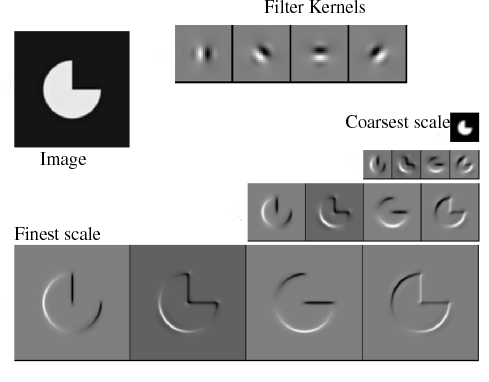 Filter Kernels
Coarsest scale
Image
Finest scale